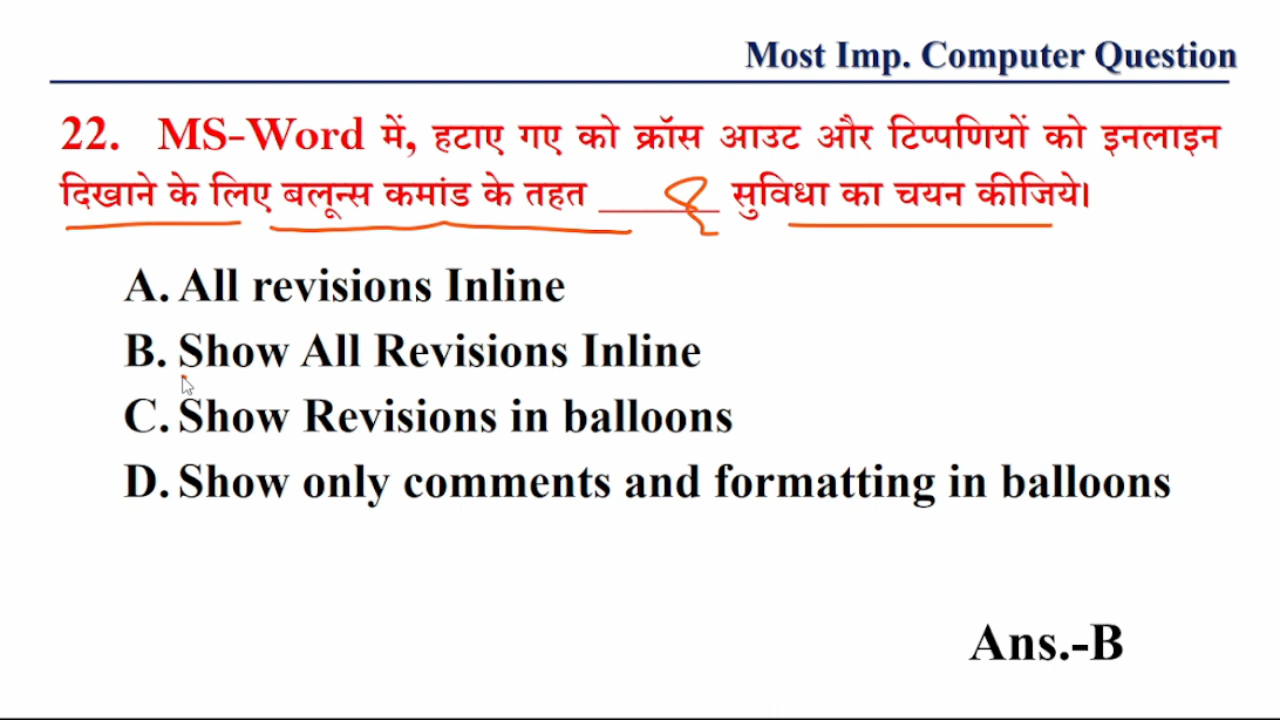 Most Imp. Computer Question
22. MS-Word में, हटाए गए को क्रॉस आउट और टिप्पणियों को इनलाइन
दिखाने के लिए बलून्स कमांड के तहत ________ सुविधा का चयन कीजिये।
A. All revisions Inline
B. Show All Revisions Inline
C. Show Revisions in balloons
D. Show only comments and formatting in balloons
Ans.-B